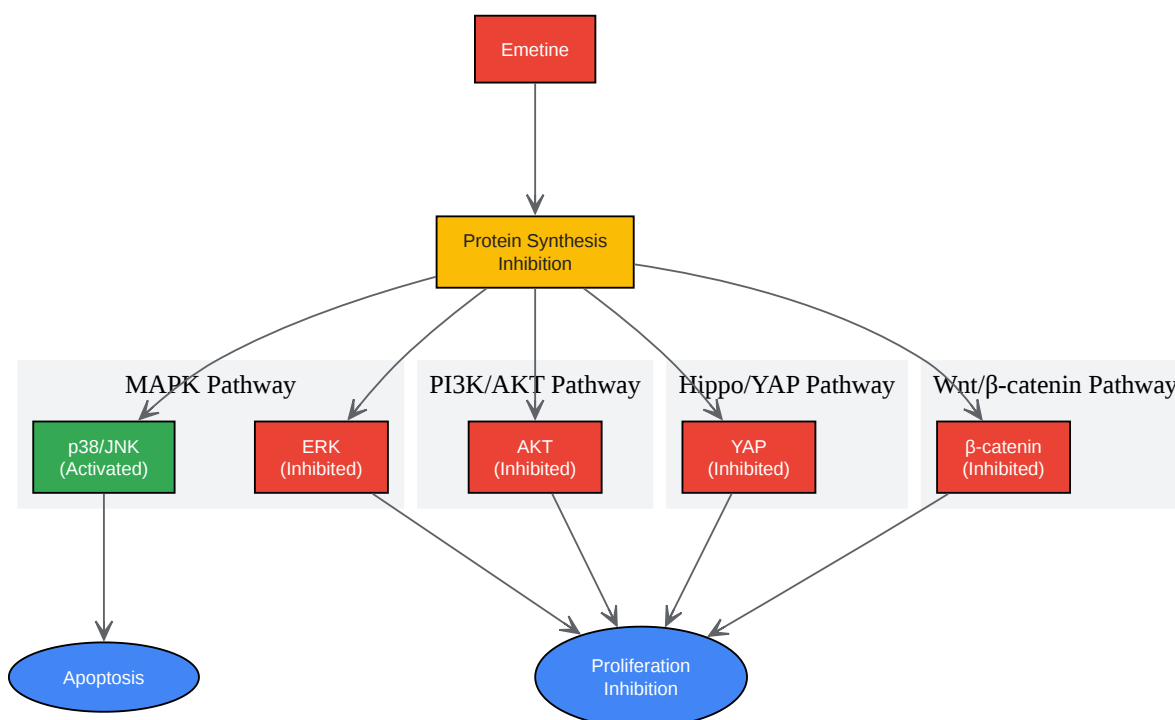 Emetine
Protein Synthesis
Inhibition
MAPK Pathway
PI3K/AKT Pathway
Hippo/YAP Pathway
Wnt/β-catenin Pathway
p38/JNK
(Activated)
ERK
(Inhibited)
AKT
(Inhibited)
YAP
(Inhibited)
β-catenin
(Inhibited)
Apoptosis
Proliferation
Inhibition